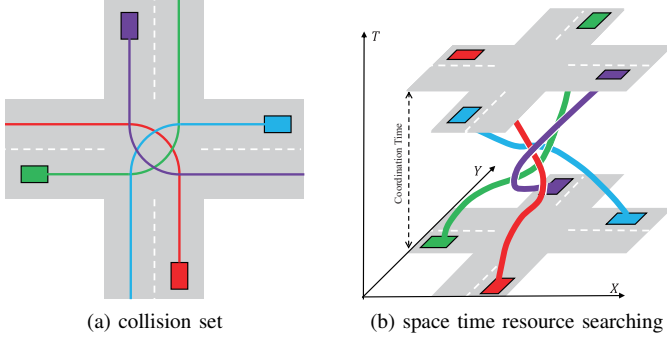 T
Coordination Time
Y
X
(a) collision set
(b) space time resource searching